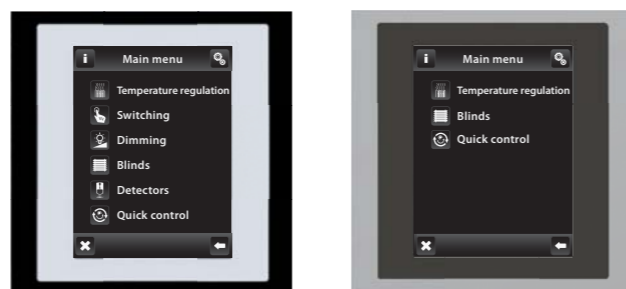 Main menu
Temperature regulation
Switching
Dimming
Blinds
Detectors
Quick control
Main menu
Temperature regulation
Blinds
Quick control